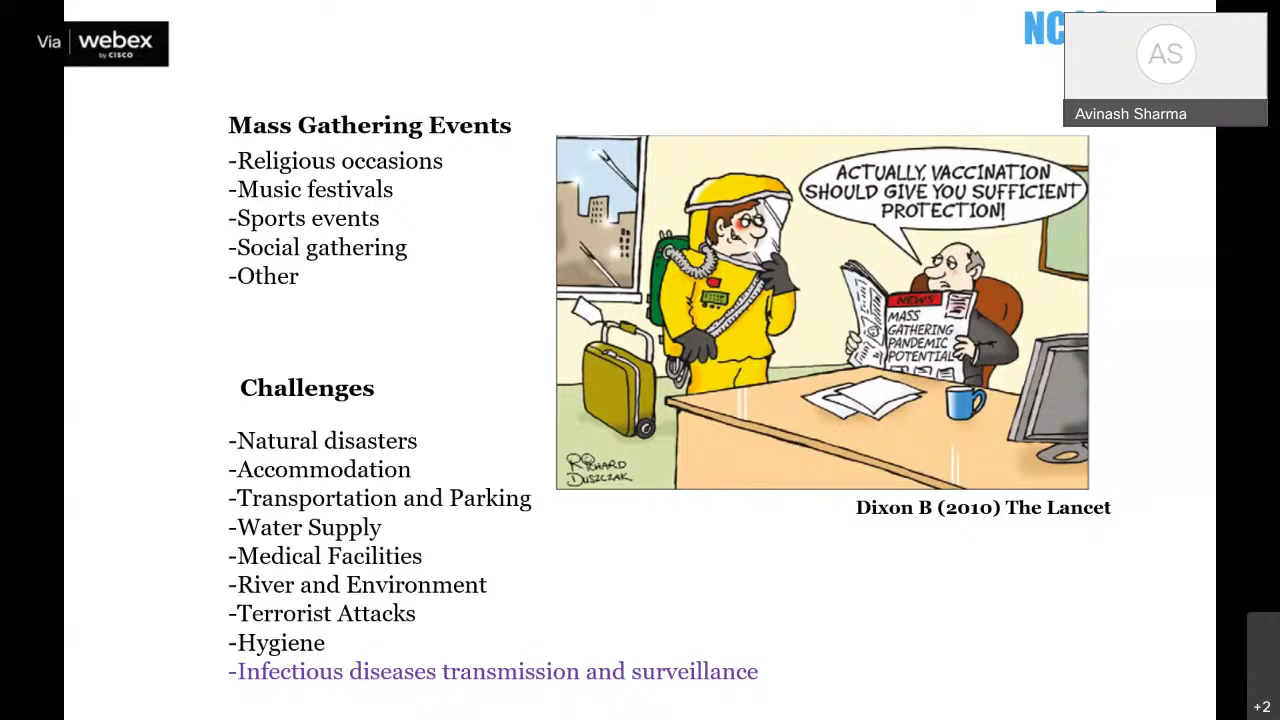 Via webex
by CISCO
AS
Avinash Sharma
Mass Gathering Events
-Religious occasions
-Music festivals
-Sports events
-Social gathering
-Other
ACTUALLY, VACCINATION
SHOULD GIVE YOU SUFFICIENT
PROTECTION!
NEWS
MASS
GATHERING
PANDEMIC
POTENTIAL
RICHARD
DUSZCZAK
Dixon B (2010) The Lancet
Challenges
-Natural disasters
-Accommodation
-Transportation and Parking
-Water Supply
-Medical Facilities
-River and Environment
-Terrorist Attacks
-Hygiene
-Infectious diseases transmission and surveillance
+2